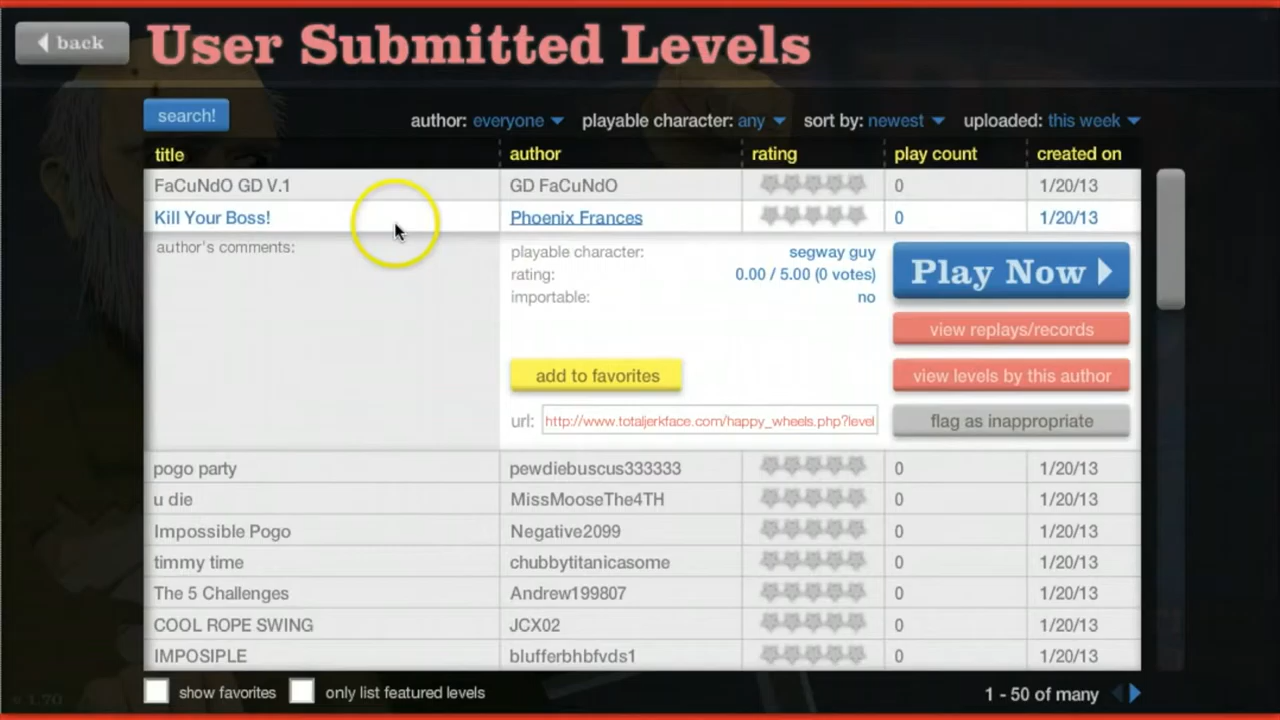 back
User Submitted Levels
search!
author: everyone playable character: any sort by: newest uploaded: this week
title author rating play count created on
FaCuNdO GD V.1 GD FaCuNdO 0 1/20/13
Kill Your Boss! Phoenix Frances 0 1/20/13
author's comments:
playable character: segway guy
rating: 0.00 / 5.00 (0 votes)
importable: no
Play Now
view replays/records
add to favorites
view levels by this author
url: http://www.totaljerkface.com/happy_wheels.php?level
flag as inappropriate
pogo party pewdiebuscus333333 0 1/20/13
u die MissMooseThe4TH 0 1/20/13
Impossible Pogo Negative2099 0 1/20/13
timmy time chubbytitanicasome 0 1/20/13
The 5 Challenges Andrew199807 0 1/20/13
COOL ROPE SWING JCX02 0 1/20/13
IMPOSIPLE blufferbhbfvds1 0 1/20/13
show favorites only list featured levels 1 - 50 of many
v 1.70